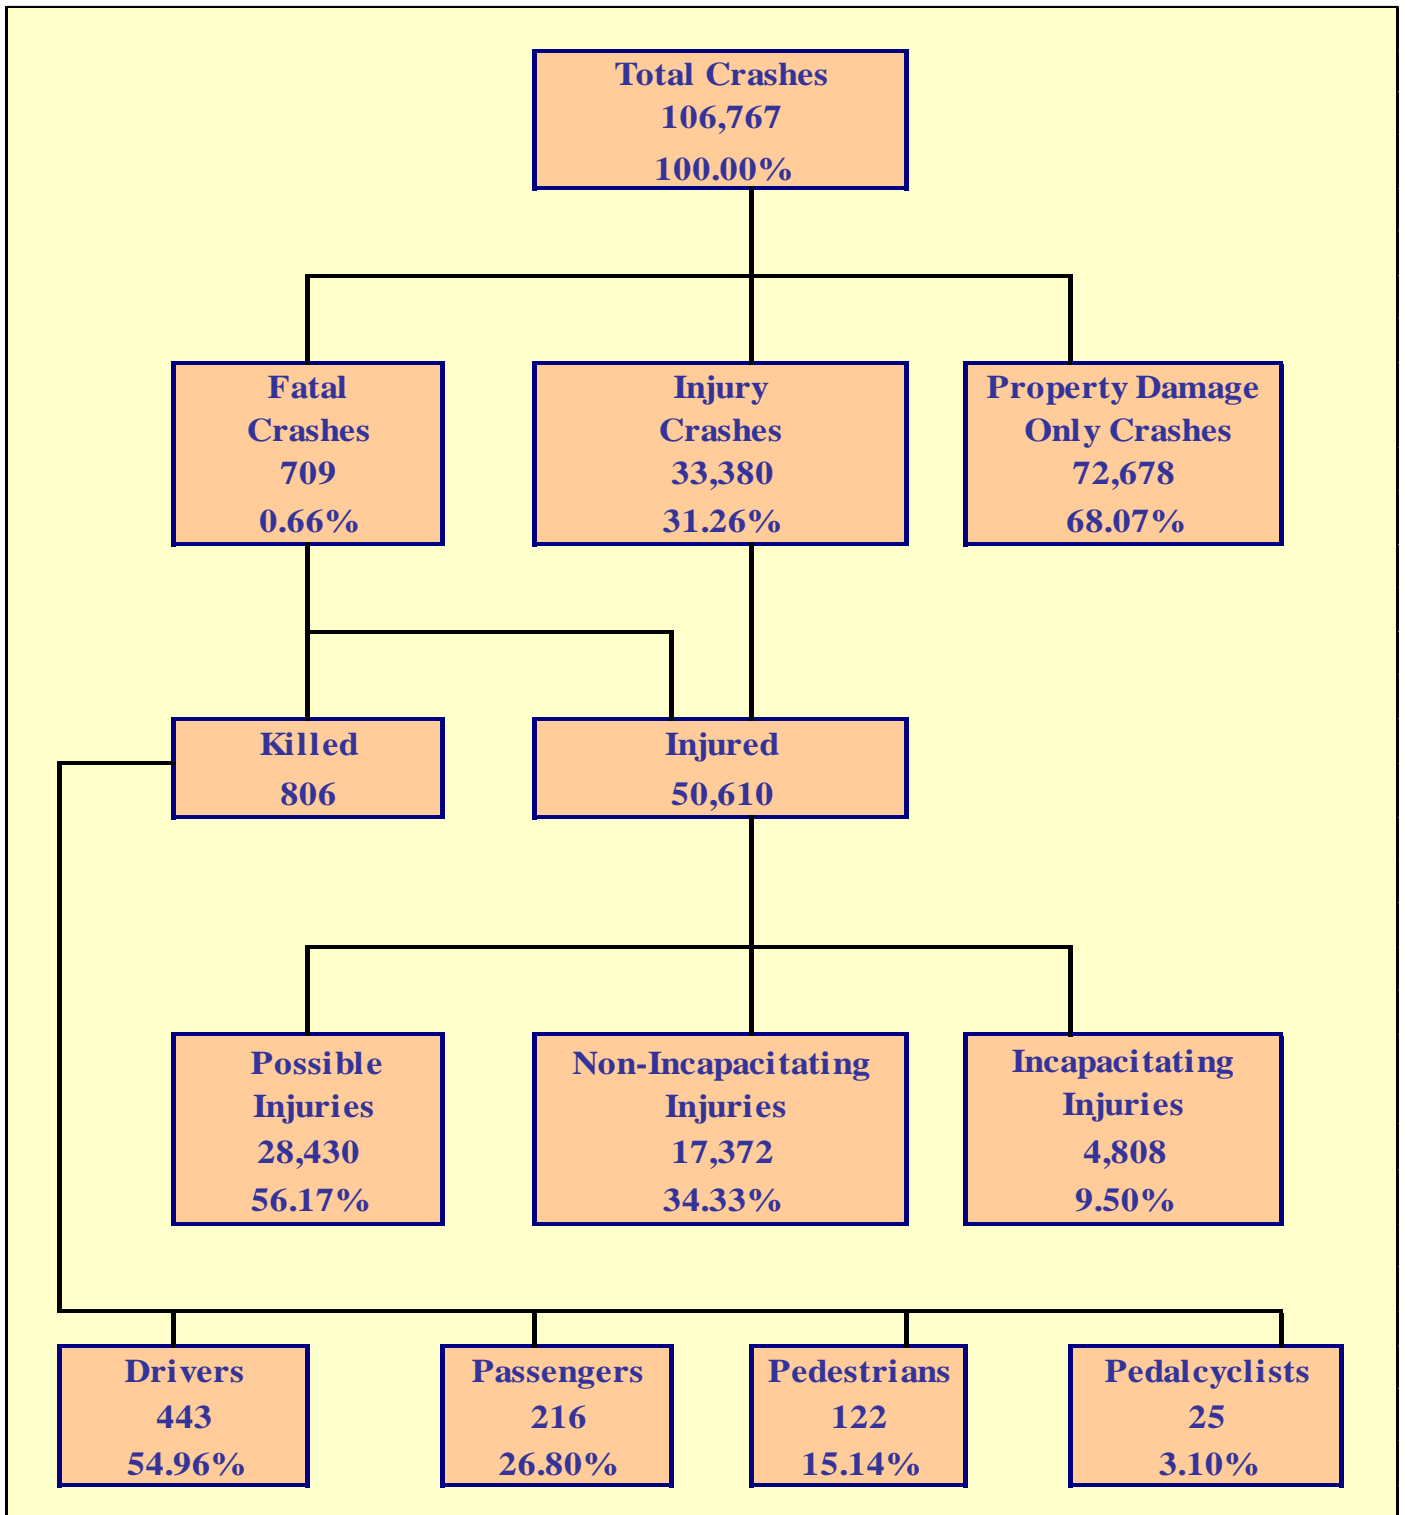 Total Crashes
106,767
100.00%
Fatal
Crashes
709
0.66%
Injury
Crashes
33,380
31.26%
Property Damage
Only Crashes
72,678
68.07%
Killed
806
Injured
50,610
Possible
Injuries
28,430
56.17%
Non-Incapacitating
Injuries
17,372
34.33%
Incapacitating
Injuries
4,808
9.50%
Drivers
443
54.96%
Passengers
216
26.80%
Pedestrians
122
15.14%
Pedalcyclists
25
3.10%